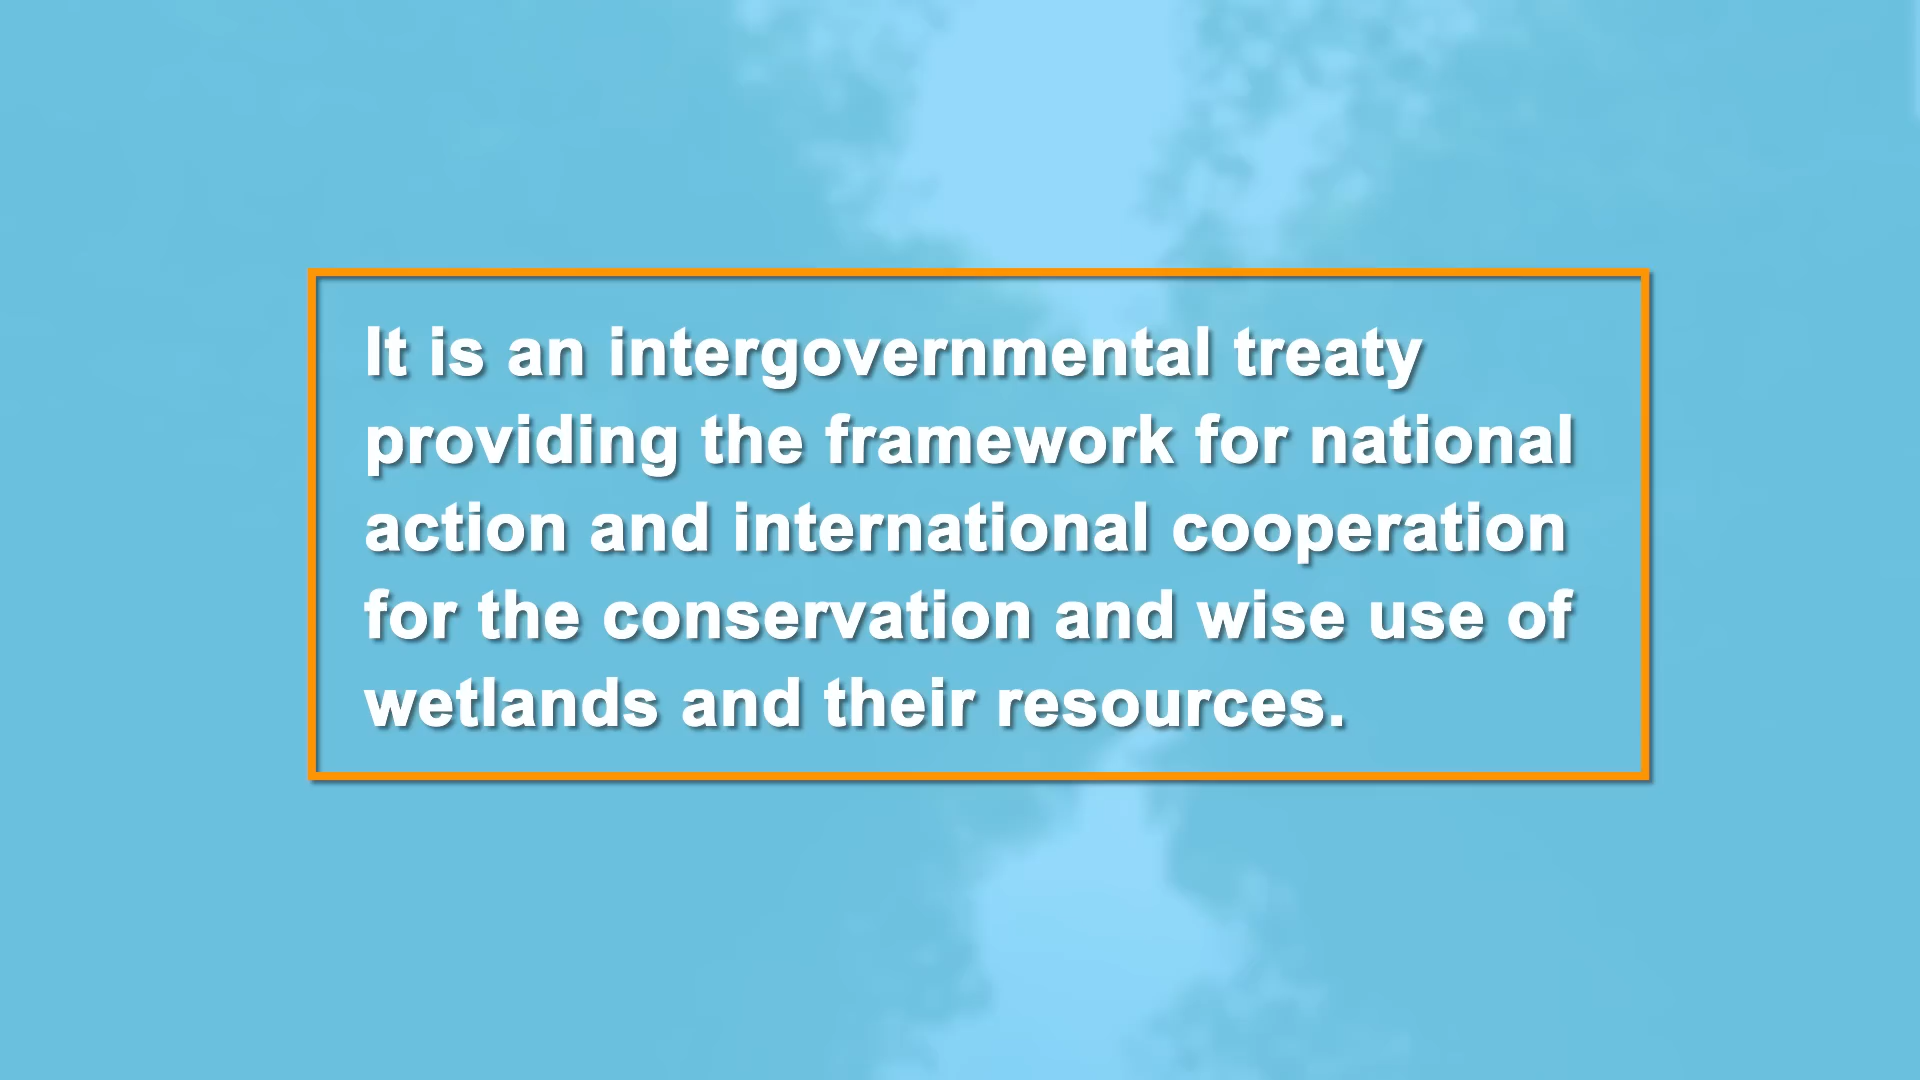 It is an intergovernmental treaty
providing the framework for national
action and international cooperation
for the conservation and wise use of
wetlands and their resources.